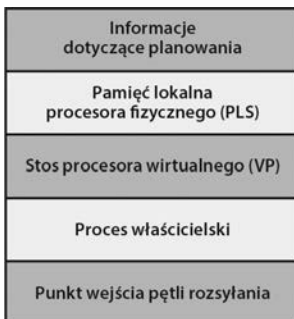 Informacje
dotyczące planowania
Pamięć lokalna
procesora fizycznego (PLS)
Stos procesora wirtualnego (VP)
Proces właścicielski
Punkt wejścia pętli rozsyłania